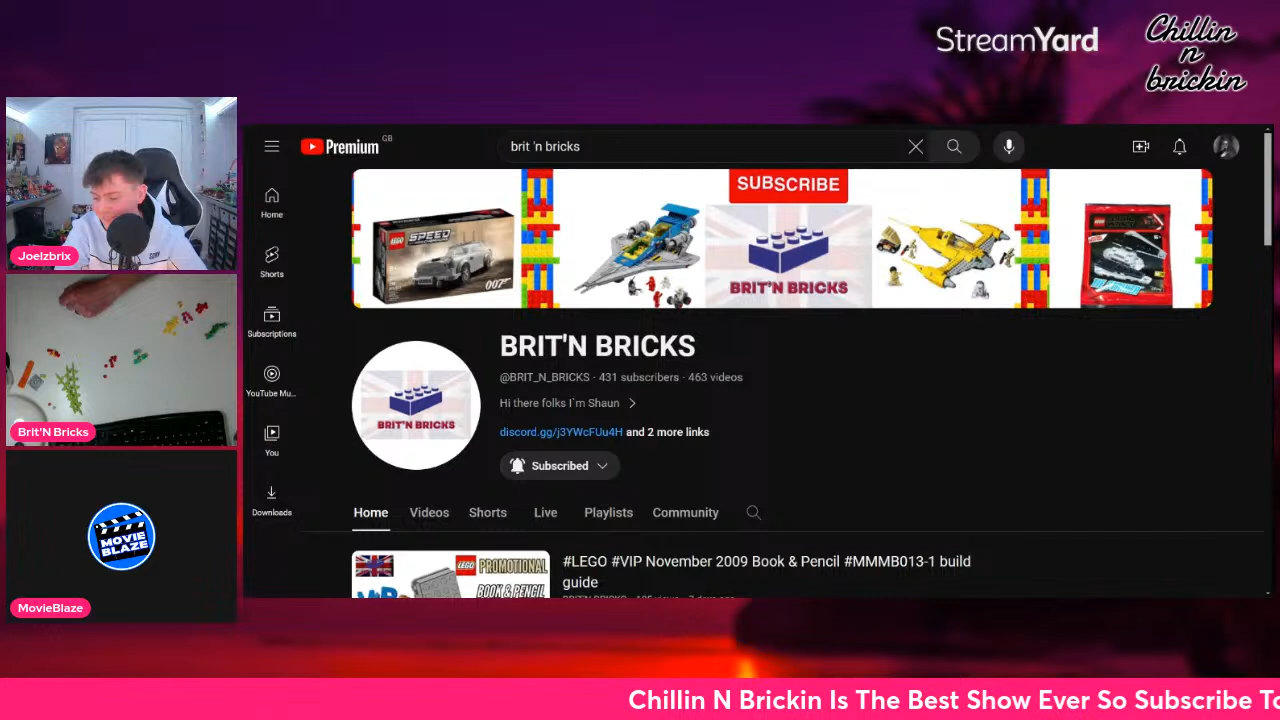 StreamYard
Chillin
n
brickin
Joelzbrix
Brit'N Bricks
MOVIE
BLAZE
MovieBlaze
Premium
GB
brit 'n bricks
Home
Shorts
Subscriptions
YouTube Mu...
You
Downloads
LEGO SPEED
007
SUBSCRIBE
BRIT'N BRICKS
BRIT'N BRICKS
BRIT'N BRICKS
@BRIT_N_BRICKS · 431 subscribers · 463 videos
Hi there folks I`m Shaun
discord.gg/j3YWcFUu4H and 2 more links
Subscribed
Home Videos Shorts Live Playlists Community
LEGO PROMOTIONAL
BOOK & PENCIL
#LEGO #VIP November 2009 Book & Pencil #MMMB013-1 build
guide
Chillin N Brickin Is The Best Show Ever So Subscribe To